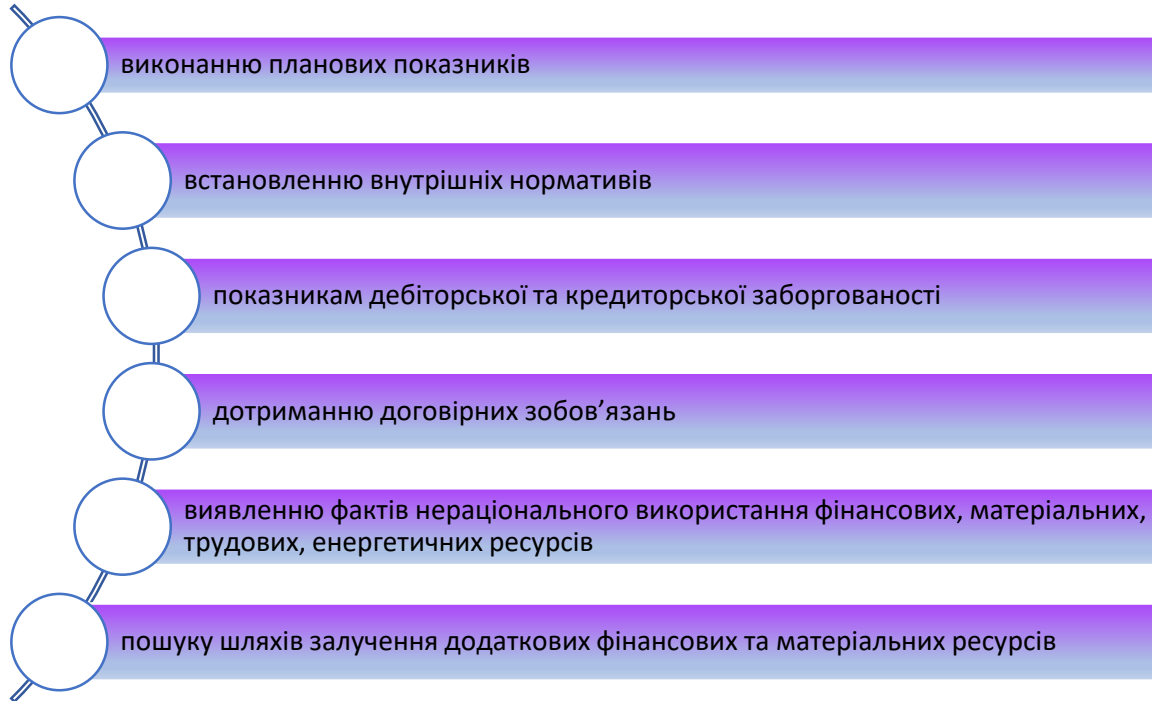 виконанню планових показників
встановленню внутрішніх нормативів
показникам дебіторської та кредиторської заборгованості
дотриманню договірних зобов’язань
виявленню фактів нераціонального використання фінансових, матеріальних,
трудових, енергетичних ресурсів
пошуку шляхів залучення додаткових фінансових та матеріальних ресурсів